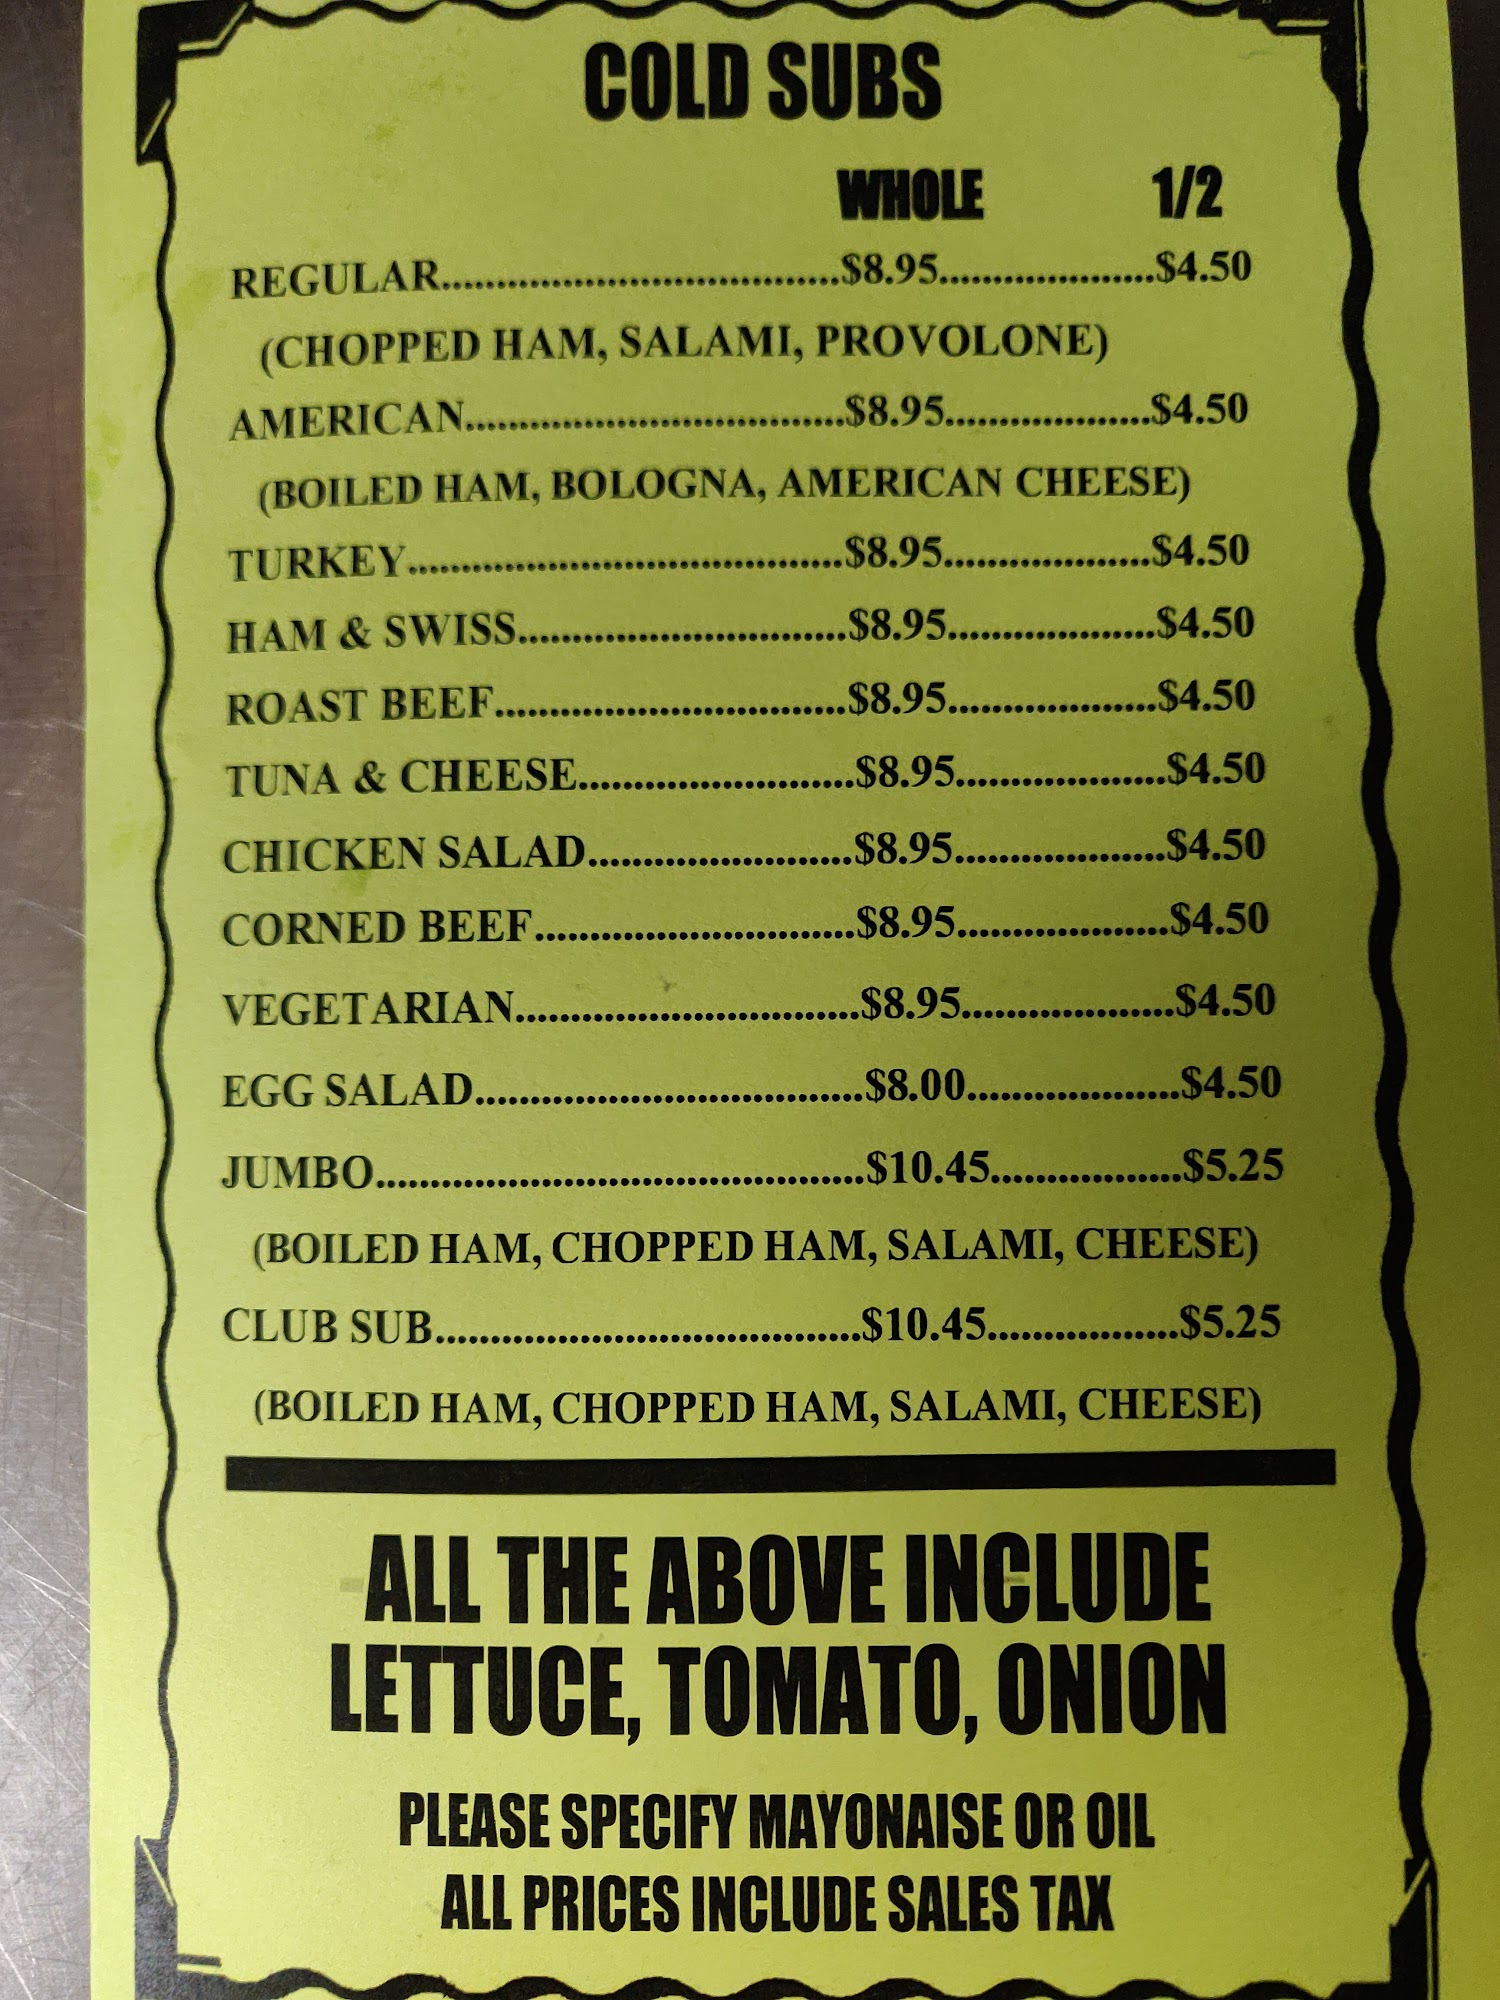 COLD SUBS
WHOLE 1/2
REGULAR....................................$8.95....................$4.50
(CHOPPED HAM, SALAMI, PROVOLONE)
AMERICAN..................................$8.95...................$4.50
(BOILED HAM, BOLOGNA, AMERICAN CHEESE)
TURKEY.......................................$8.95...................$4.50
HAM & SWISS..............................$8.95...................$4.50
ROAST BEEF................................$8.95...................$4.50
TUNA & CHEESE.........................$8.95...................$4.50
CHICKEN SALAD........................$8.95...................$4.50
CORNED BEEF.............................$8.95...................$4.50
VEGETARIAN...............................$8.95...................$4.50
EGG SALAD...................................$8.00...................$4.50
JUMBO............................................$10.45.................$5.25
(BOILED HAM, CHOPPED HAM, SALAMI, CHEESE)
CLUB SUB......................................$10.45.................$5.25
(BOILED HAM, CHOPPED HAM, SALAMI, CHEESE)
ALL THE ABOVE INCLUDE
LETTUCE, TOMATO, ONION
PLEASE SPECIFY MAYONAISE OR OIL
ALL PRICES INCLUDE SALES TAX